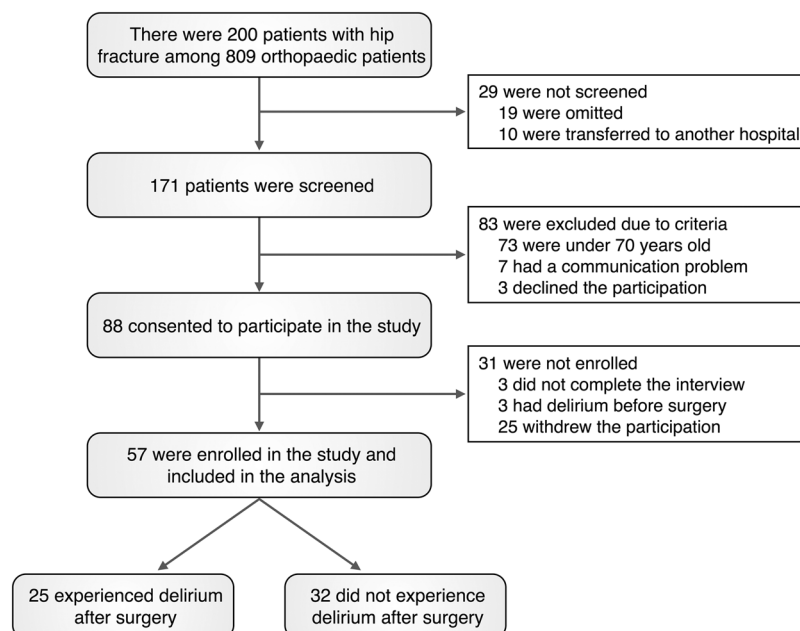 There were 200 patients with hip
fracture among 809 orthopaedic patients
29 were not screened
19 were omitted
10 were transferred to another hospital
171 patients were screened
83 were excluded due to criteria
73 were under 70 years old
7 had a communication problem
3 declined the participation
88 consented to participate in the study
31 were not enrolled
3 did not complete the interview
3 had delirium before surgery
25 withdrew the participation
57 were enrolled in the study and
included in the analysis
25 experienced delirium
after surgery
32 did not experience
delirium after surgery